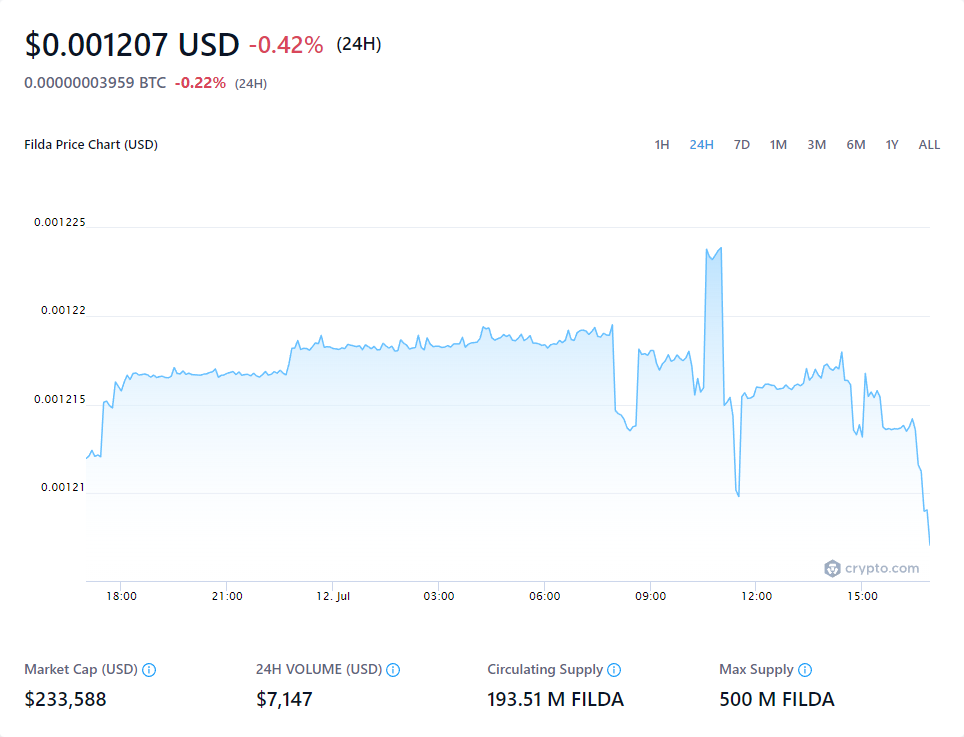 $0.001207 USD -0.42% (24H)
0.00000003959 BTC -0.22% (24H)
Filda Price Chart (USD) 1H 24H 7D 1M 3M 6M 1Y ALL
0.001225
0.00122
0.001215
0.00121
crypto.com
18:00 21:00 12. Jul 03:00 06:00 09:00 12:00 15:00
Market Cap (USD) 24H VOLUME (USD) Circulating Supply Max Supply
$233,588 $7,147 193.51 M FILDA 500 M FILDA